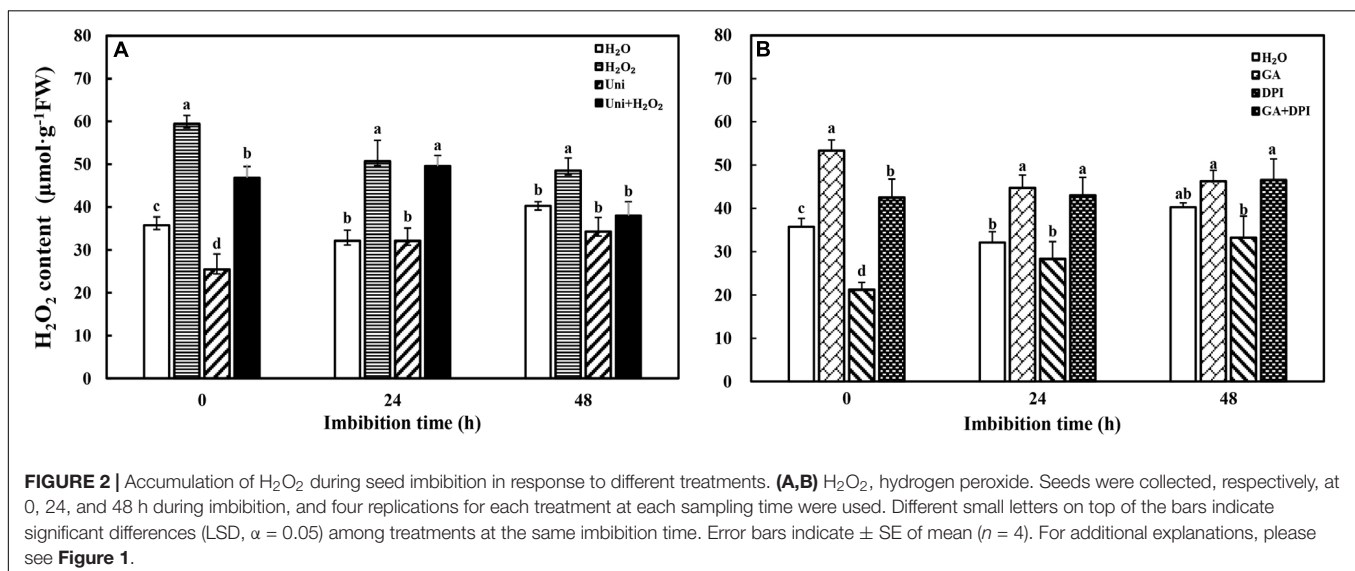 A
H₂O
H₂O₂
Uni
Uni+H₂O₂
H₂O₂ content (μmol·g⁻¹FW)
80
70
60
50
40
30
20
10
0
c
a
d
b
b
a
b
a
b
a
b
b
0
24
48
Imbibition time (h)
B
H₂O
GA
DPI
GA+DPI
80
70
60
50
40
30
20
10
0
c
a
d
b
b
a
b
a
ab
a
b
a
0
24
48
Imbibition time (h)
FIGURE 2 | Accumulation of H₂O₂ during seed imbibition in response to different treatments. (A,B) H₂O₂, hydrogen peroxide. Seeds were collected, respectively, at
0, 24, and 48 h during imbibition, and four replications for each treatment at each sampling time were used. Different small letters on top of the bars indicate
significant differences (LSD, α = 0.05) among treatments at the same imbibition time. Error bars indicate ± SE of mean (n = 4). For additional explanations, please
see Figure 1.